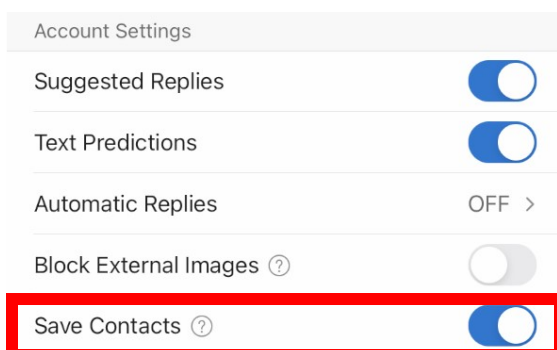 Account Settings
Suggested Replies
Text Predictions
Automatic Replies OFF >
Block External Images ?
Save Contacts ?